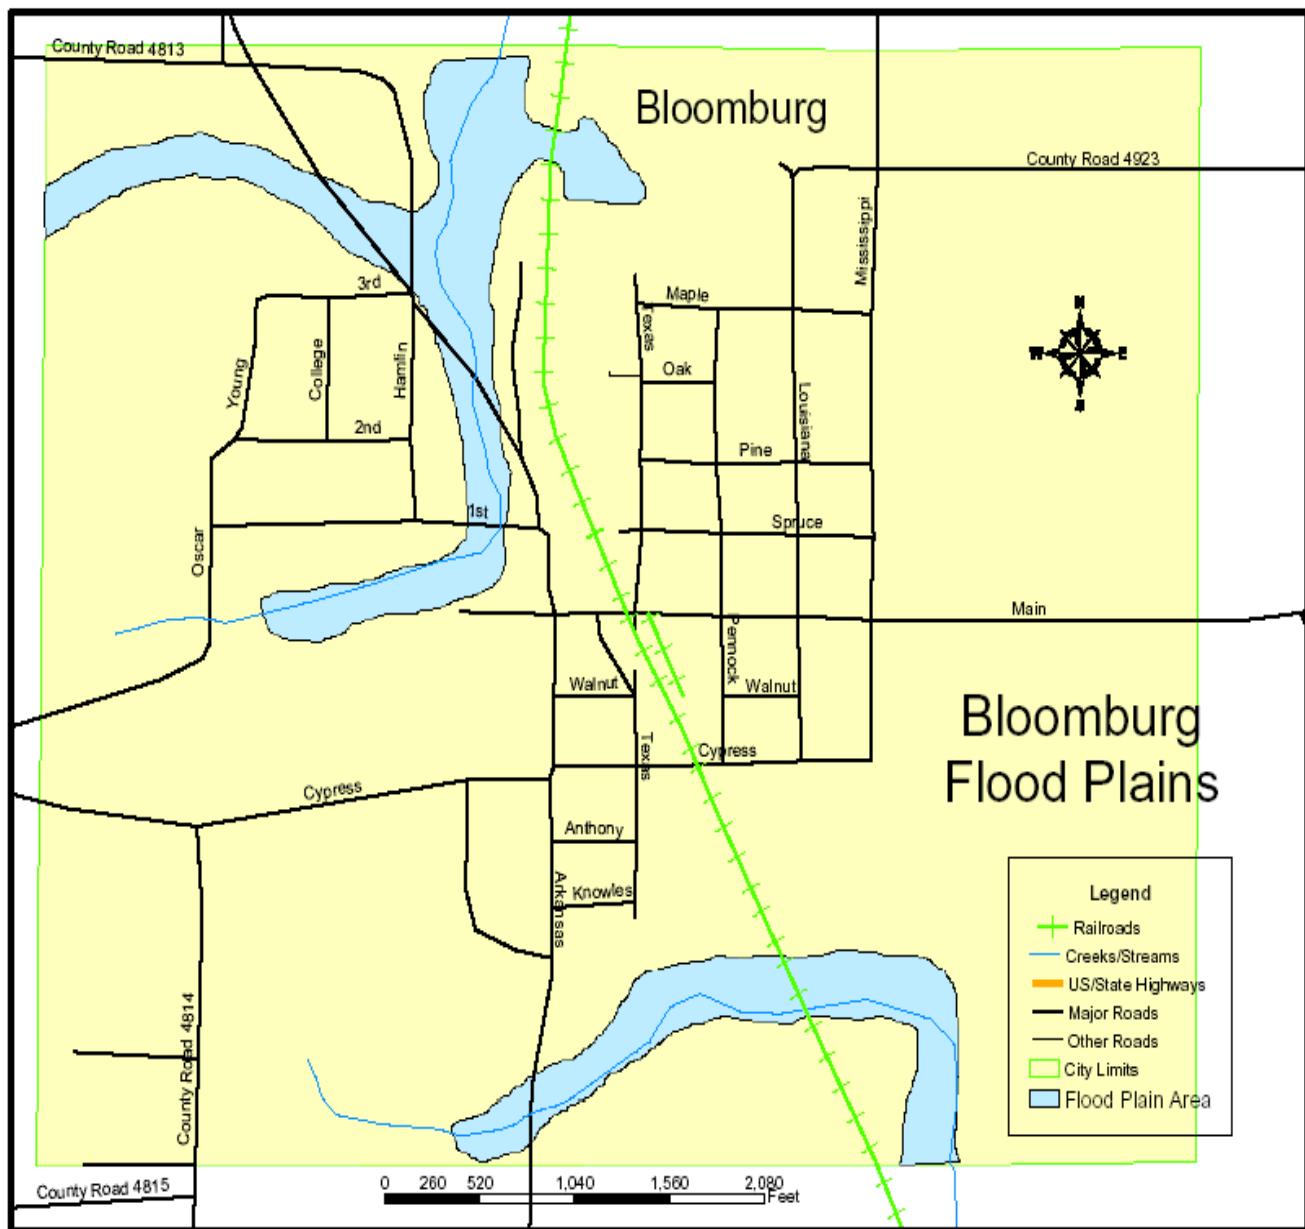 County Road 4813
Bloomburg
County Road 4923
Mississippi
3rd
Maple
Texas
N
W E
S
Young
College
Hamlin
Oak
Louisiana
2nd
Pine
1st
Spruce
Oscar
Main
Pennock
Walnut
Walnut
Bloomburg
Flood Plains
Texas
Cypress
Cypress
Anthony
Arkansas
Knowles
Legend
Railroads
Creeks/Streams
US/State Highways
Major Roads
Other Roads
City Limits
Flood Plain Area
County Road 4814
County Road 4815
0 260 520 1,040 1,560 2,080
Feet